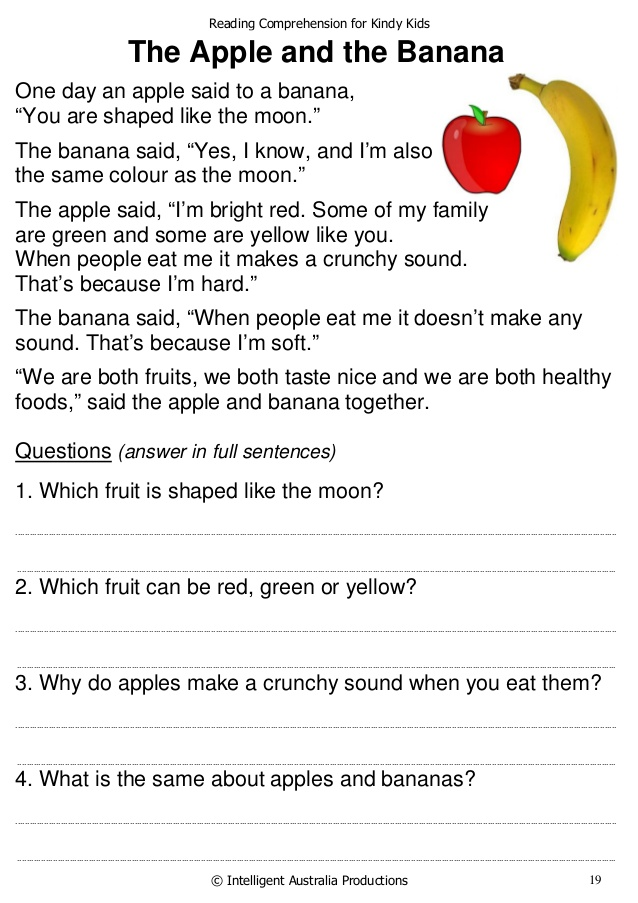 Reading Comprehension for Kindy Kids
The Apple and the Banana
One day an apple said to a banana,
“You are shaped like the moon.”
The banana said, “Yes, I know, and I’m also
the same colour as the moon.”
The apple said, “I’m bright red. Some of my family
are green and some are yellow like you.
When people eat me it makes a crunchy sound.
That’s because I’m hard.”
The banana said, “When people eat me it doesn’t make any
sound. That’s because I’m soft.”
“We are both fruits, we both taste nice and we are both healthy
foods,” said the apple and banana together.
Questions (answer in full sentences)
1. Which fruit is shaped like the moon?
2. Which fruit can be red, green or yellow?
3. Why do apples make a crunchy sound when you eat them?
4. What is the same about apples and bananas?
© Intelligent Australia Productions 19